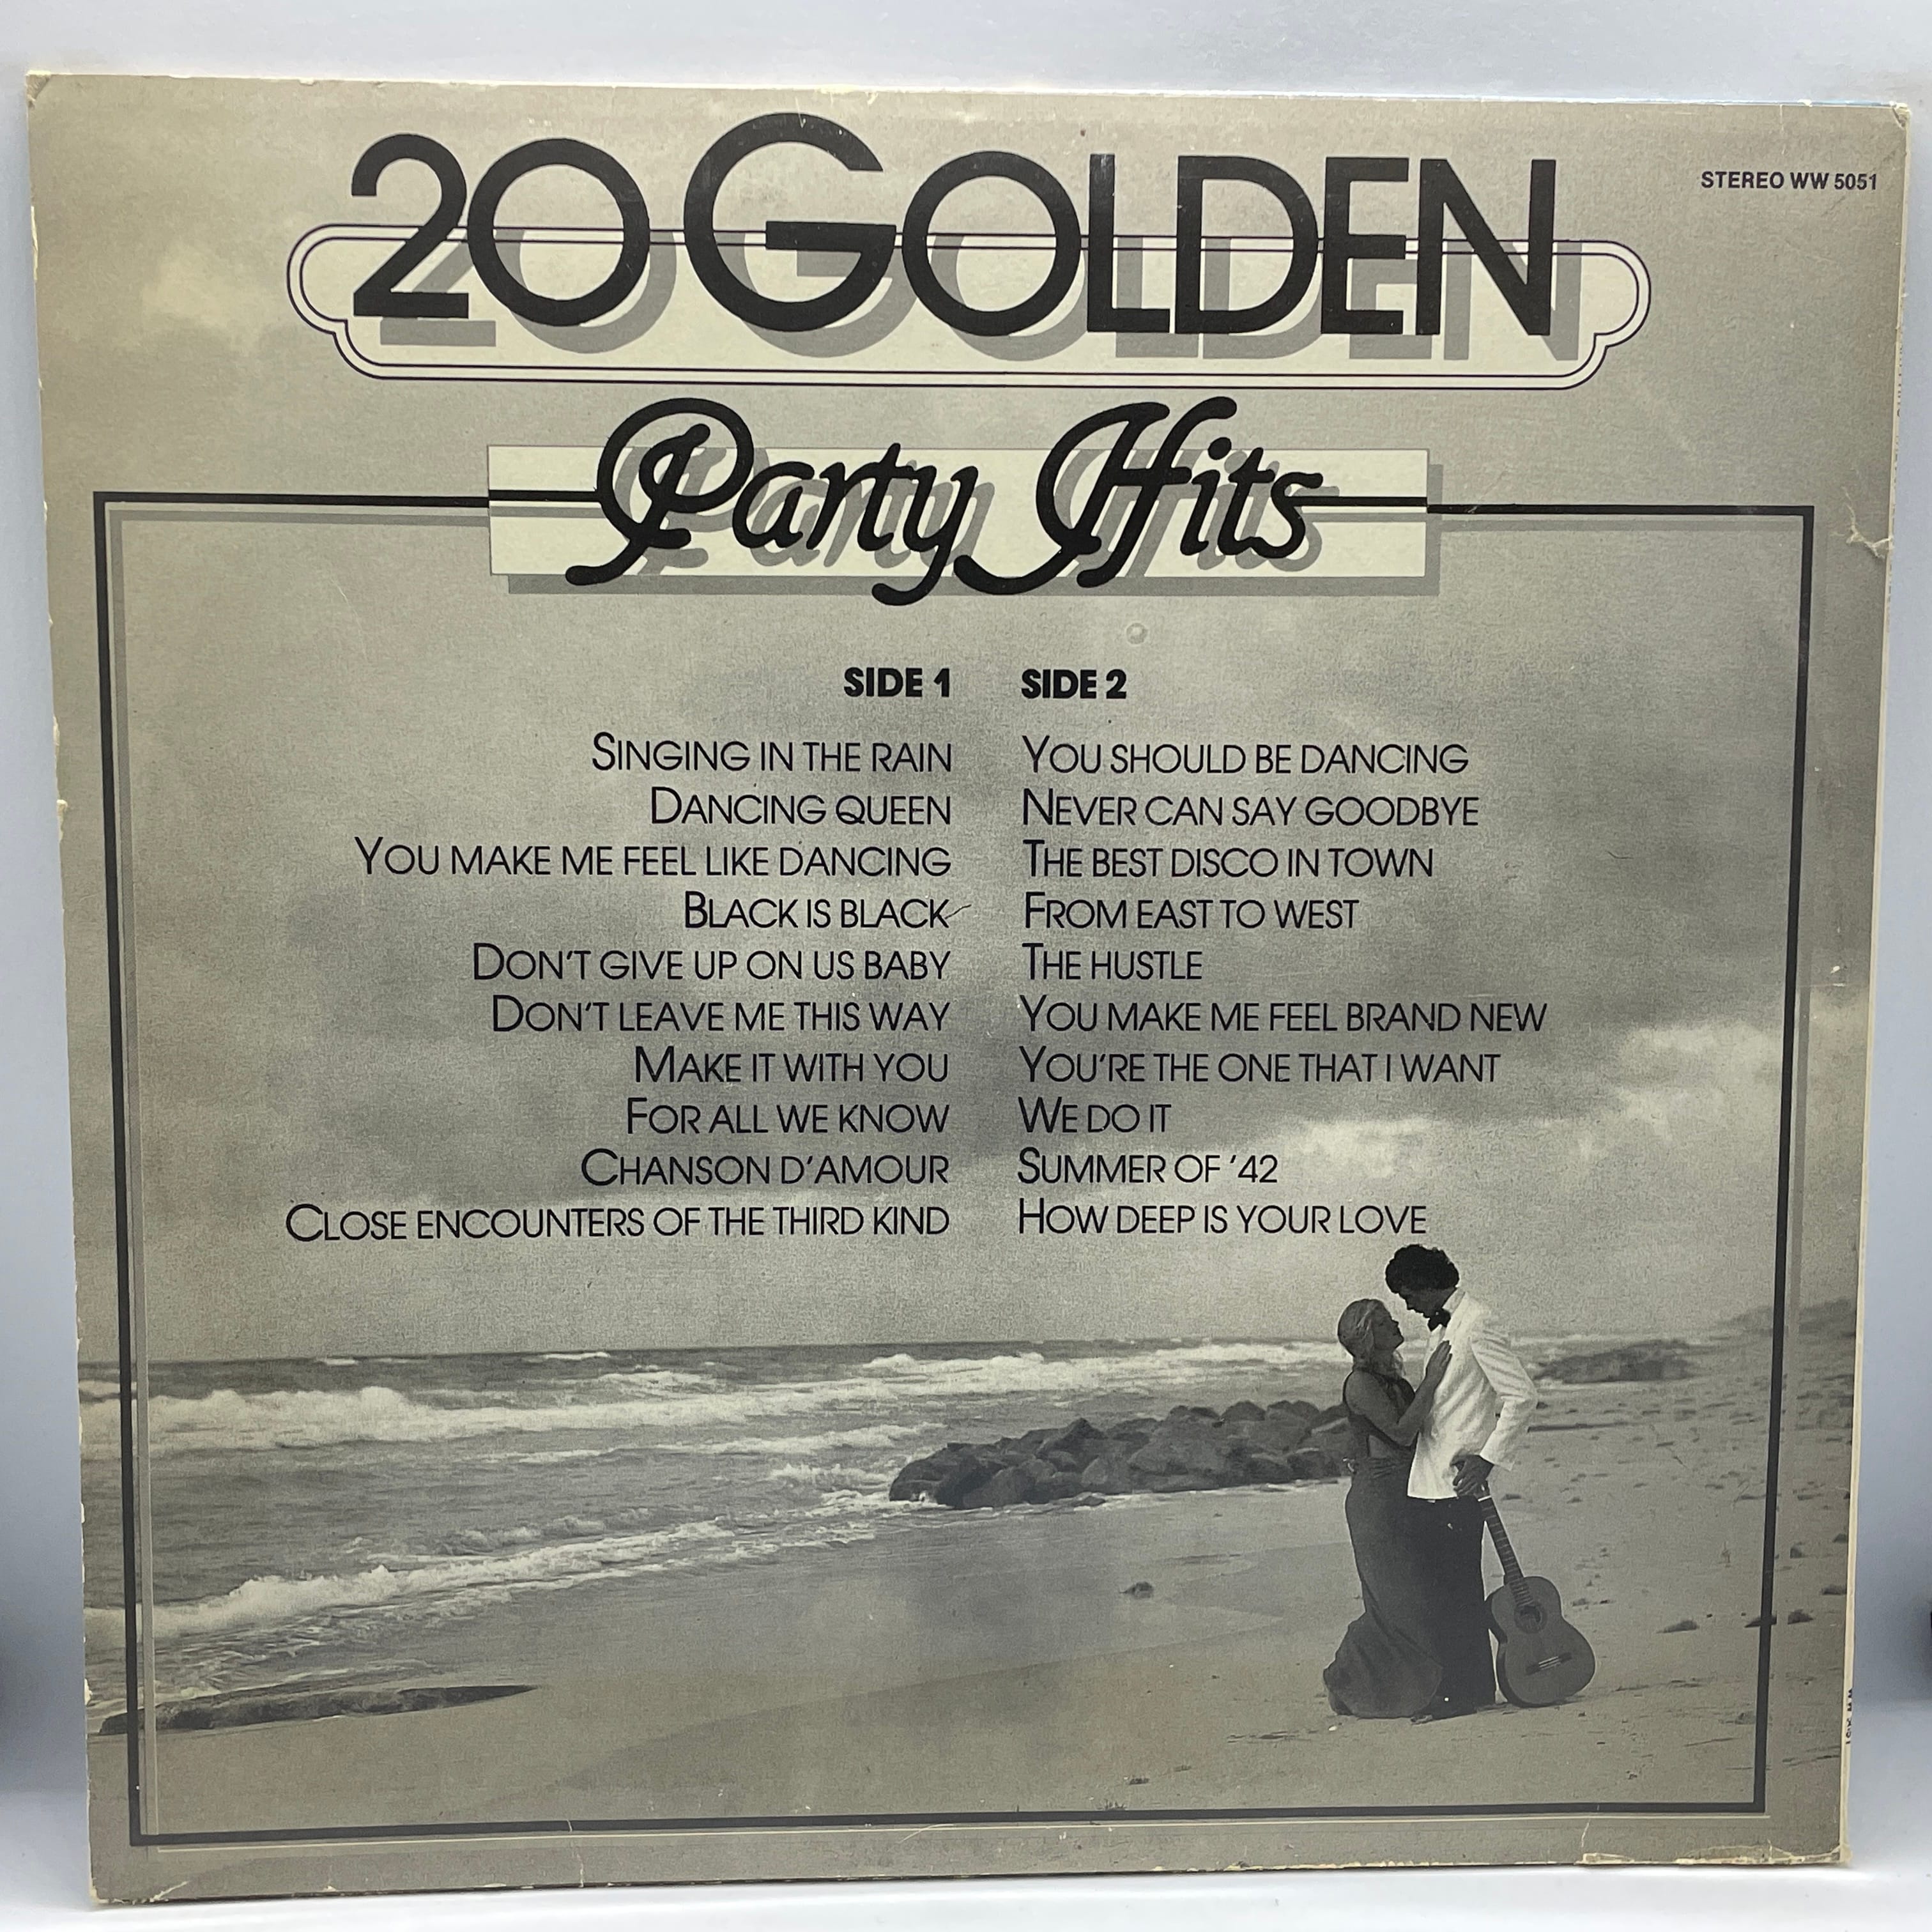 20 GOLDEN
STEREO WW 5051
Party Hits
SIDE 1
SINGING IN THE RAIN
DANCING QUEEN
YOU MAKE ME FEEL LIKE DANCING
BLACK IS BLACK
DON'T GIVE UP ON US BABY
DON'T LEAVE ME THIS WAY
MAKE IT WITH YOU
FOR ALL WE KNOW
CHANSON D'AMOUR
CLOSE ENCOUNTERS OF THE THIRD KIND
SIDE 2
YOU SHOULD BE DANCING
NEVER CAN SAY GOODBYE
THE BEST DISCO IN TOWN
FROM EAST TO WEST
THE HUSTLE
YOU MAKE ME FEEL BRAND NEW
YOU'RE THE ONE THAT I WANT
WE DO IT
SUMMER OF '42
HOW DEEP IS YOUR LOVE